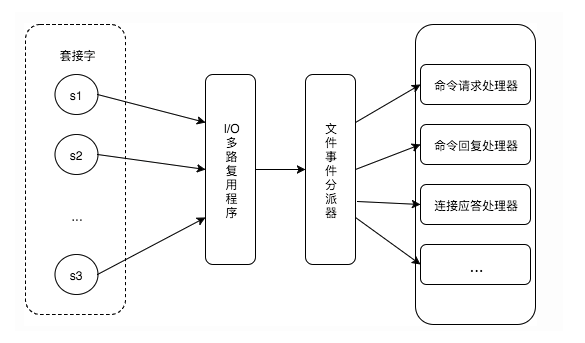 套接字
s1
s2
...
s3
I/O多路复用程序
文件事件分派器
命令请求处理器
命令回复处理器
连接应答处理器
...